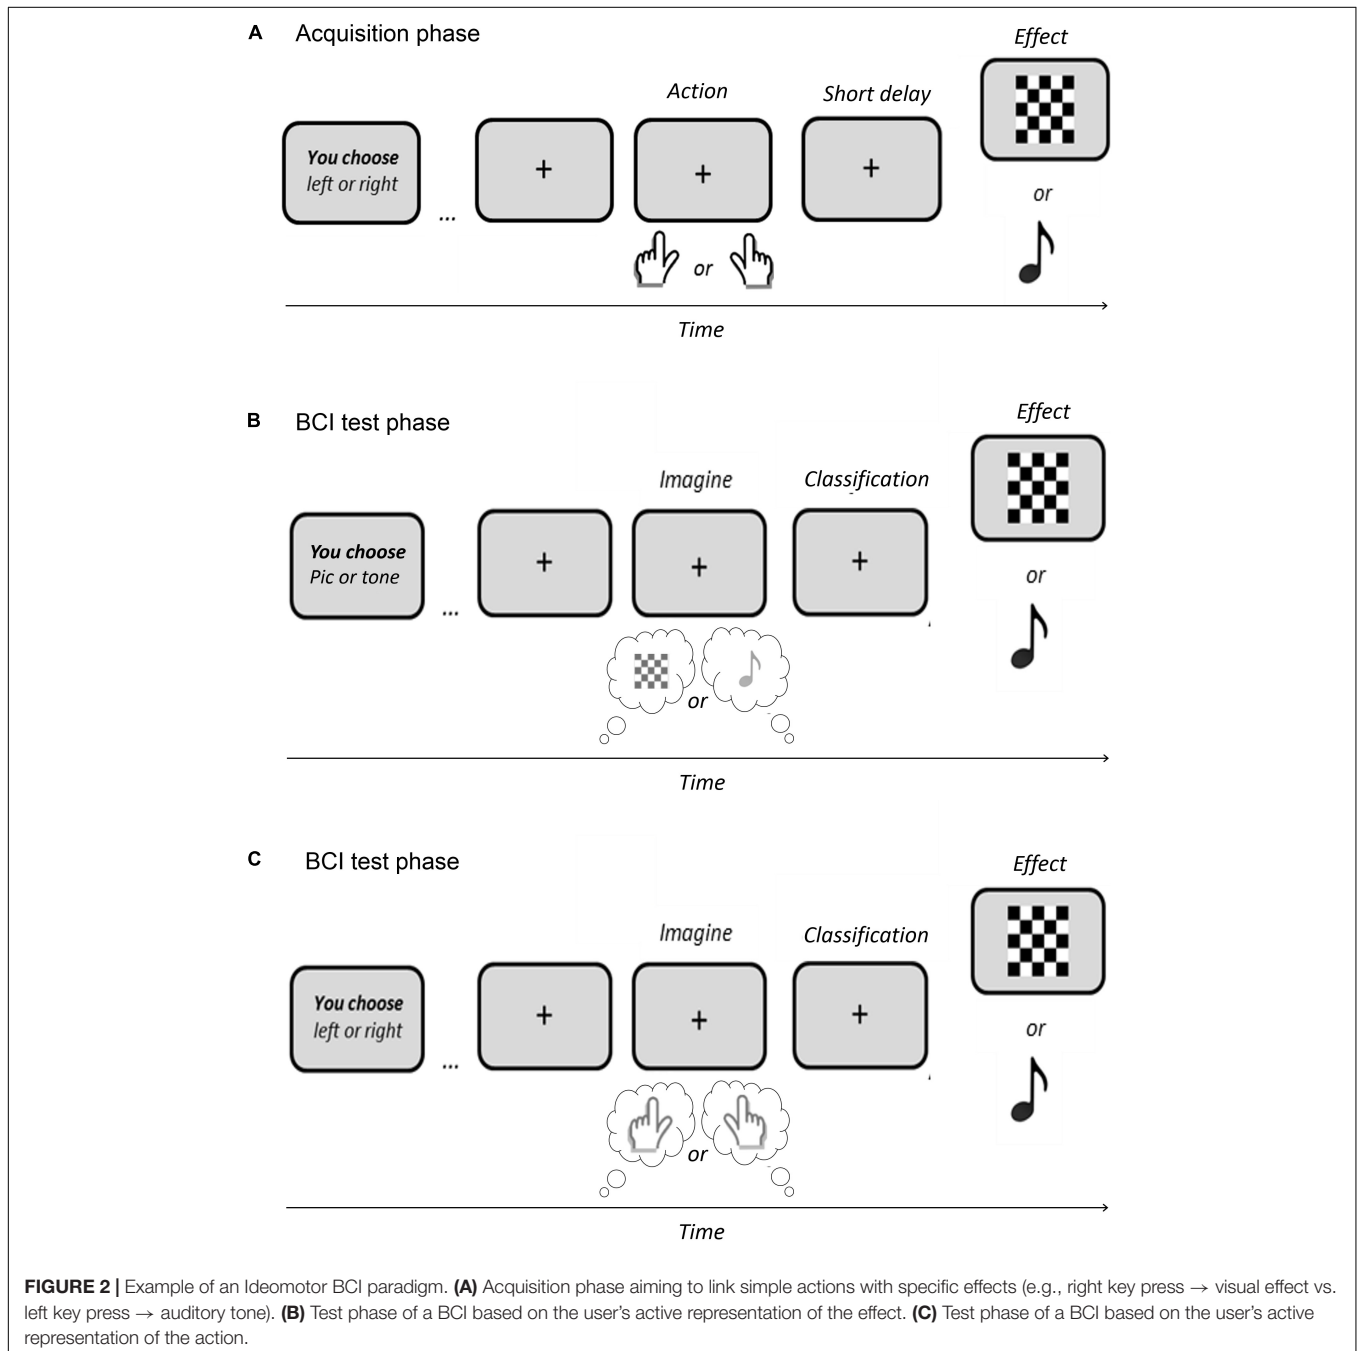 A Acquisition phase
Effect
Action
Short delay
You choose
left or right
...
+
+
+
or
or
Time
B BCI test phase
Effect
Imagine
Classification
You choose
Pic or tone
...
+
+
+
or
or
Time
C BCI test phase
Effect
Imagine
Classification
You choose
left or right
...
+
+
+
or
or
Time
FIGURE 2 | Example of an Ideomotor BCI paradigm. (A) Acquisition phase aiming to link simple actions with specific effects (e.g., right key press → visual effect vs.
left key press → auditory tone). (B) Test phase of a BCI based on the user's active representation of the effect. (C) Test phase of a BCI based on the user's active
representation of the action.